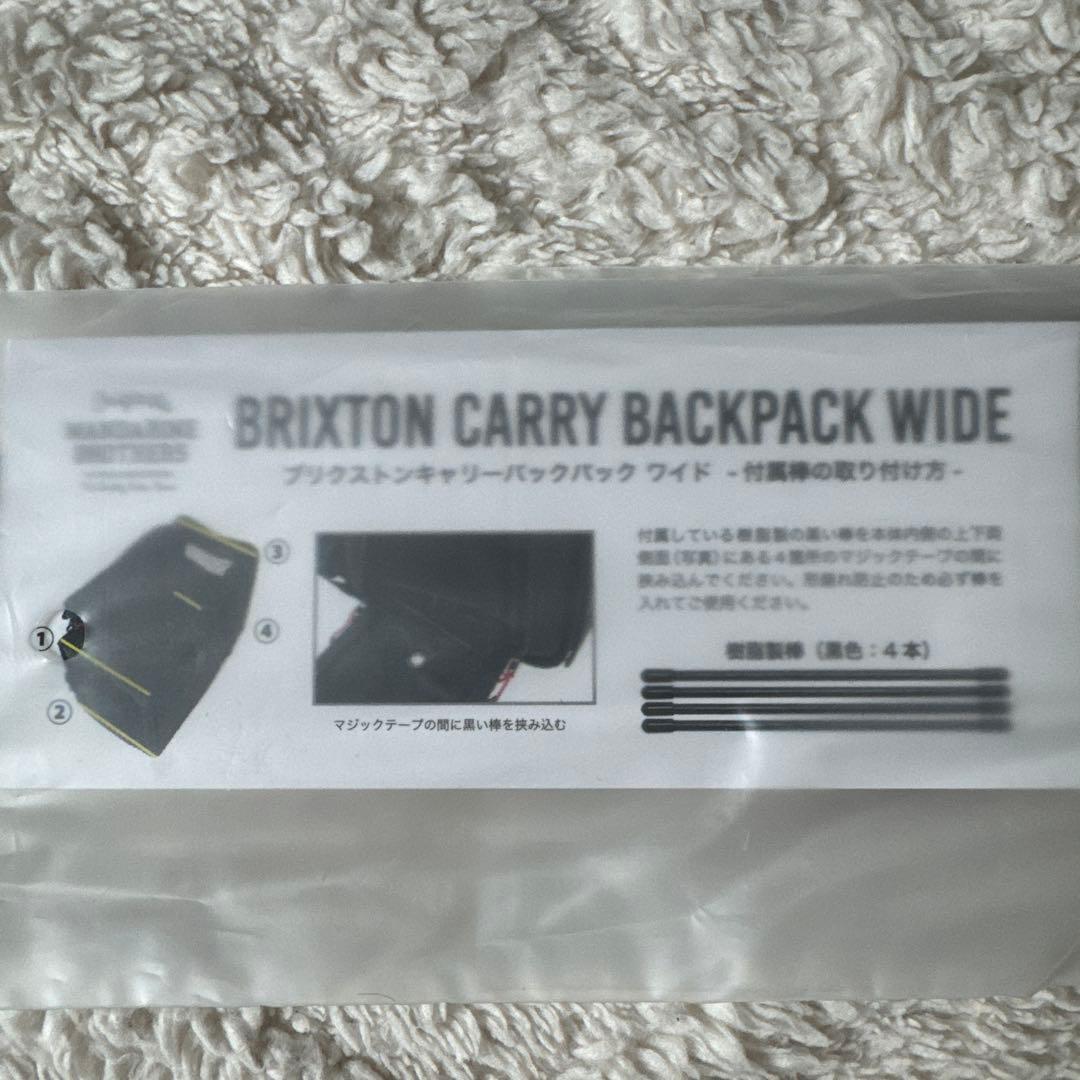 MANDARINE
BROTHERS
BRIXTON CARRY BACKPACK WIDE
ブリクストンキャリーバックパック ワイド -付属棒の取り付け方-
①
②
③
④
マジックテープの間に黒い棒を挟み込む
付属している樹脂製の黒い棒を本体内側の上下両
側面(写真)にある4箇所のマジックテープの間に
挟み込んでください。形崩れ防止のため必ず棒を
入れてご使用ください。
樹脂製棒(黒色:4本)